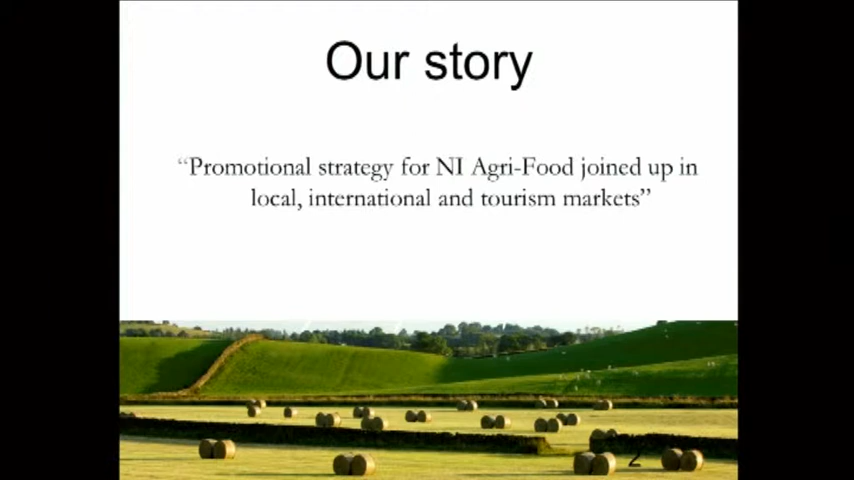 Our story
“Promotional strategy for NI Agri-Food joined up in
local, international and tourism markets”
2